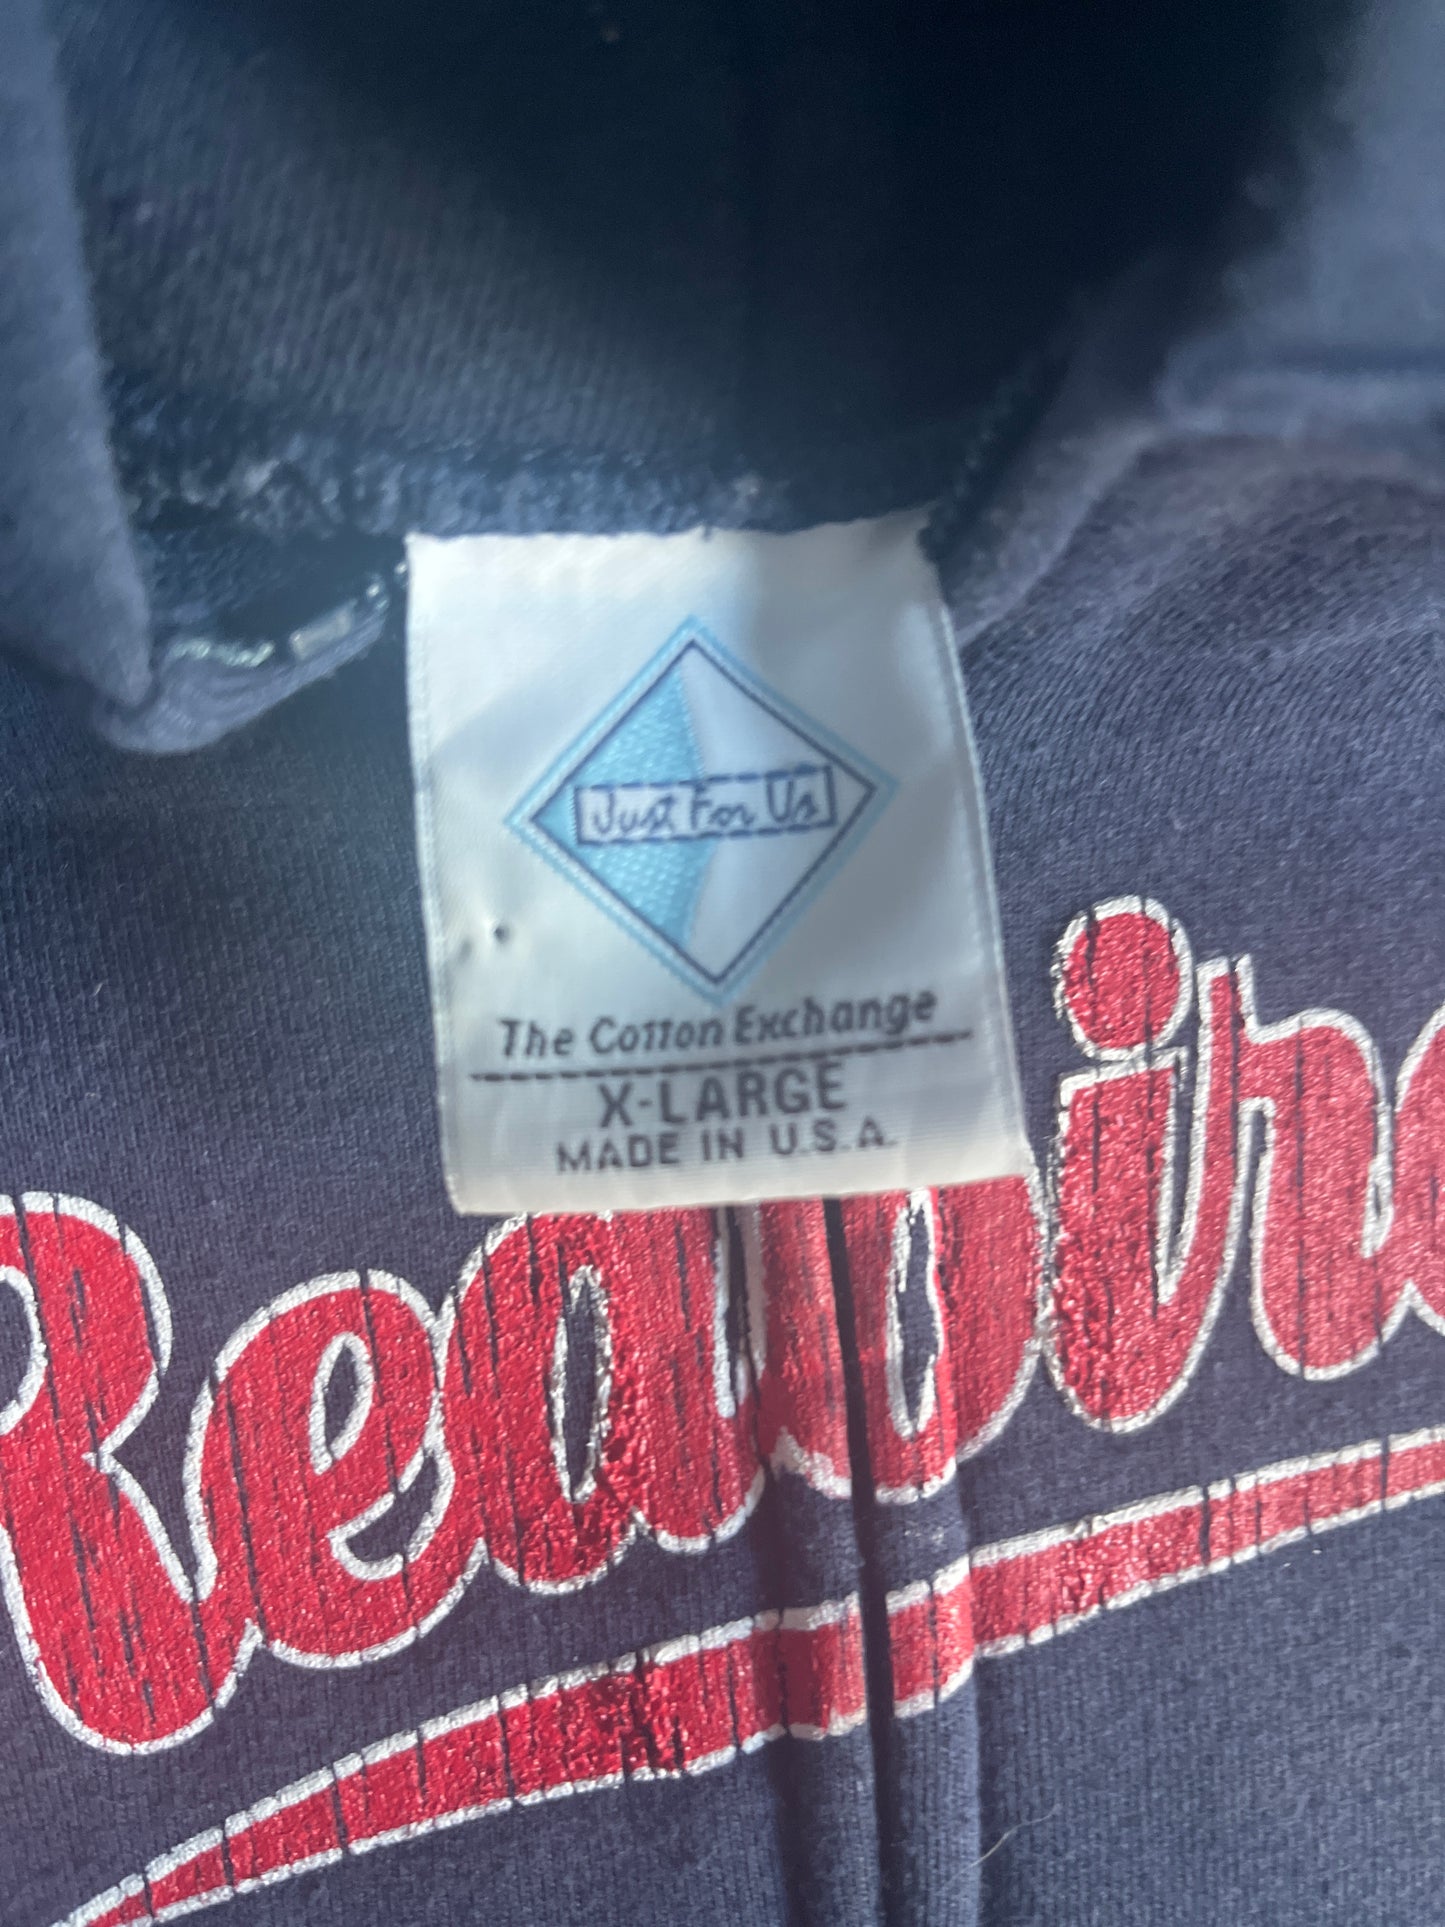 Just For Us
The Cotton Exchange
X-LARGE
MADE IN U.S.A.